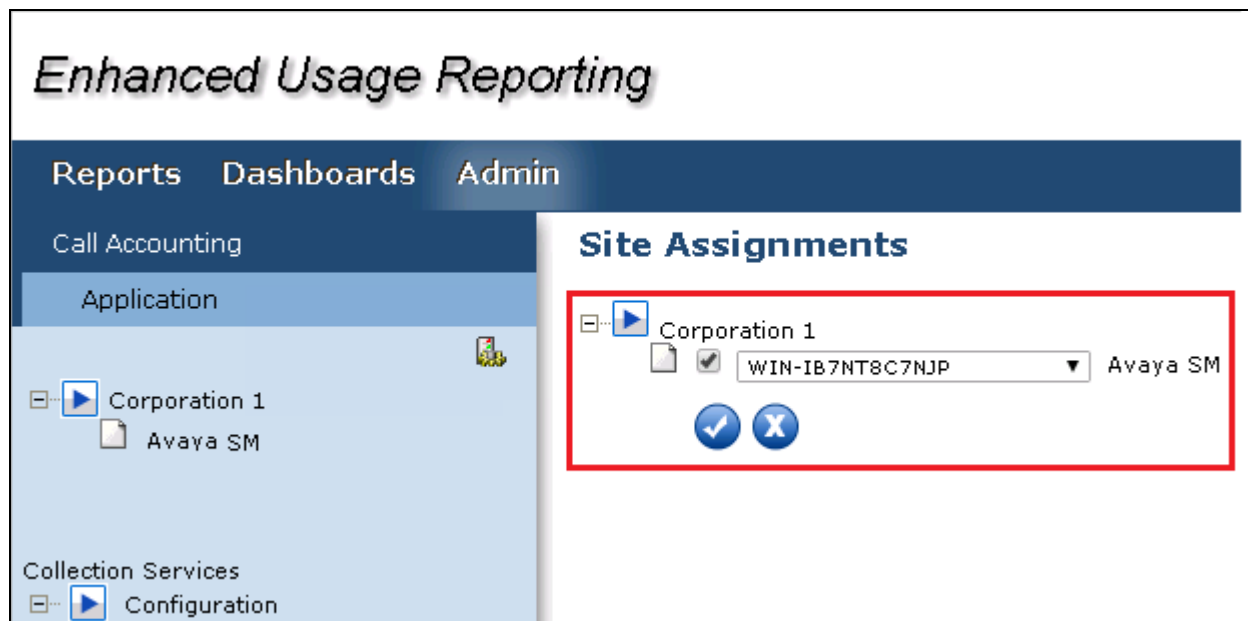 Enhanced Usage Reporting
Reports Dashboards Admin
Call Accounting
Application
Corporation 1
Avaya SM
Collection Services
Configuration
Site Assignments
Corporation 1
WIN-IB7NT8C7NJP Avaya SM